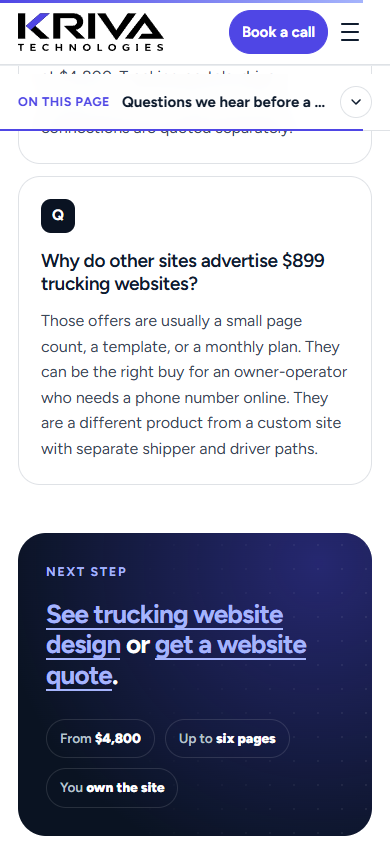 KRIVA
TECHNOLOGIES
Book a call
ON THIS PAGE Questions we hear before a ...
connections are quoted separately.
Q
Why do other sites advertise $899
trucking websites?
Those offers are usually a small page
count, a template, or a monthly plan. They
can be the right buy for an owner-operator
who needs a phone number online. They
are a different product from a custom site
with separate shipper and driver paths.
NEXT STEP
See trucking website
design or get a website
quote.
From $4,800 Up to six pages
You own the site